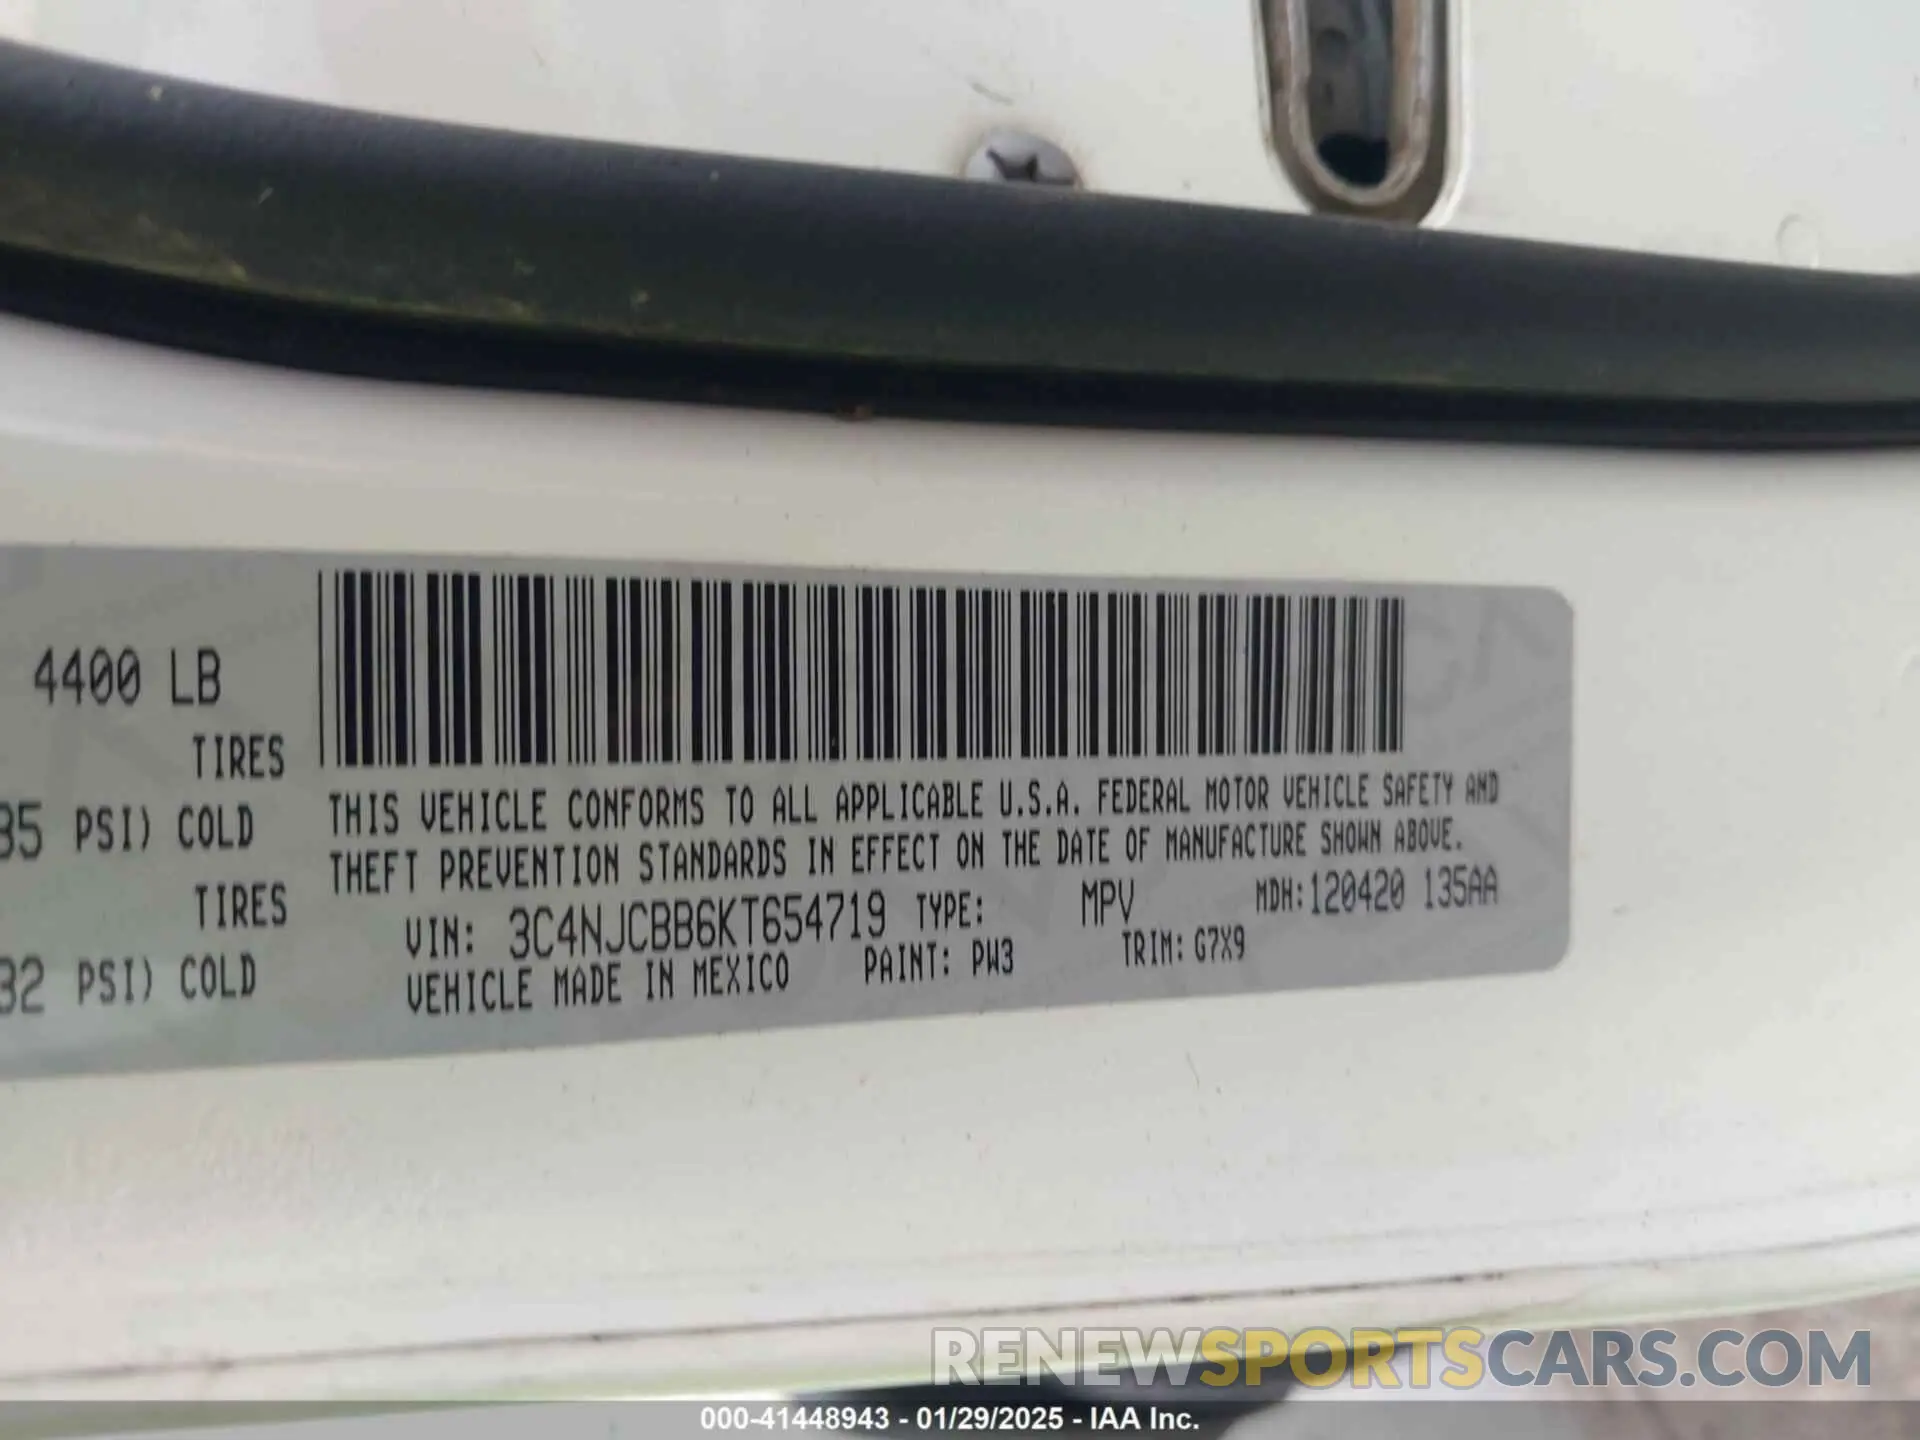 4400 LB
TIRES
35 PSI) COLD
TIRES
32 PSI) COLD
THIS VEHICLE CONFORMS TO ALL APPLICABLE U.S.A. FEDERAL MOTOR VEHICLE SAFETY AND
THEFT PREVENTION STANDARDS IN EFFECT ON THE DATE OF MANUFACTURE SHOWN ABOVE.
VIN: 3C4NJCBB6KT654719 TYPE: MPV MDH:120420 135AA
VEHICLE MADE IN MEXICO PAINT: PW3 TRIM: G7X9
RENEWSPORTSCARS.COM
000-41448943 - 01/29/2025 - IAA Inc.